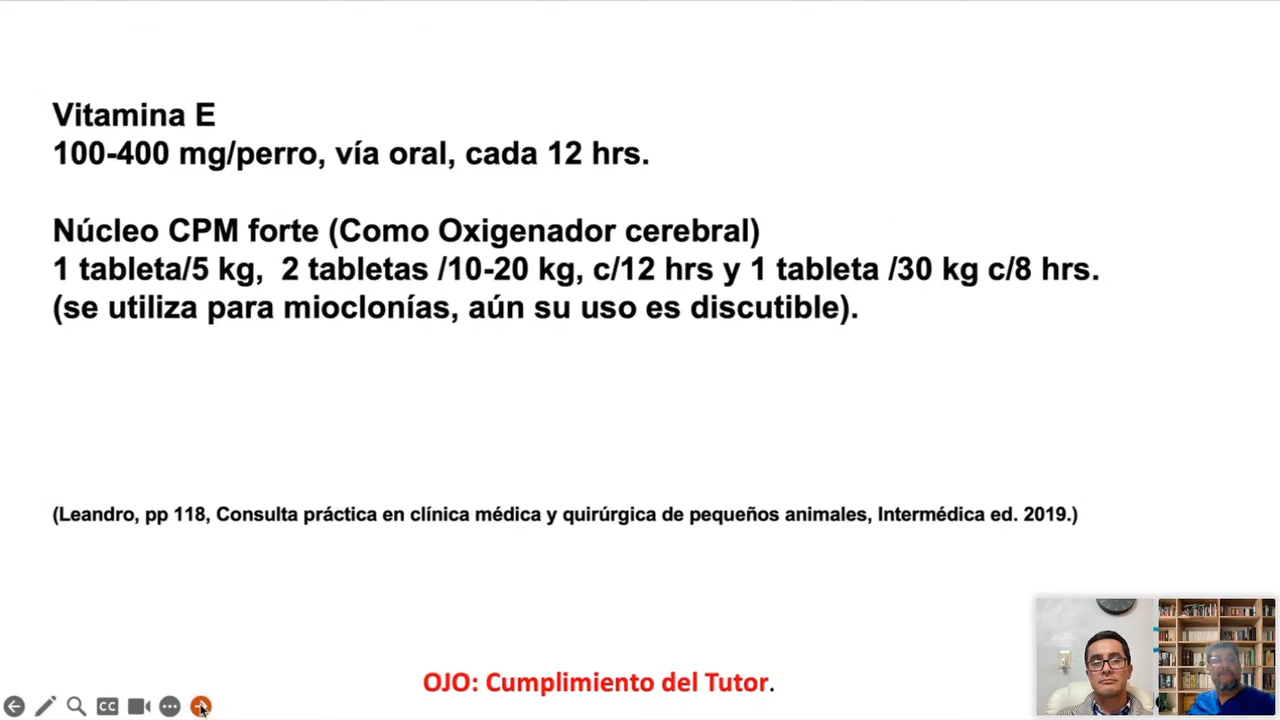 Vitamina E
100-400 mg/perro, vía oral, cada 12 hrs.
Núcleo CPM forte (Como Oxigenador cerebral)
1 tableta/5 kg, 2 tabletas /10-20 kg, c/12 hrs y 1 tableta /30 kg c/8 hrs.
(se utiliza para mioclonías, aún su uso es discutible).
(Leandro, pp 118, Consulta práctica en clínica médica y quirúrgica de pequeños animales, Intermédica ed. 2019.)
OJO: Cumplimiento del Tutor.
CC